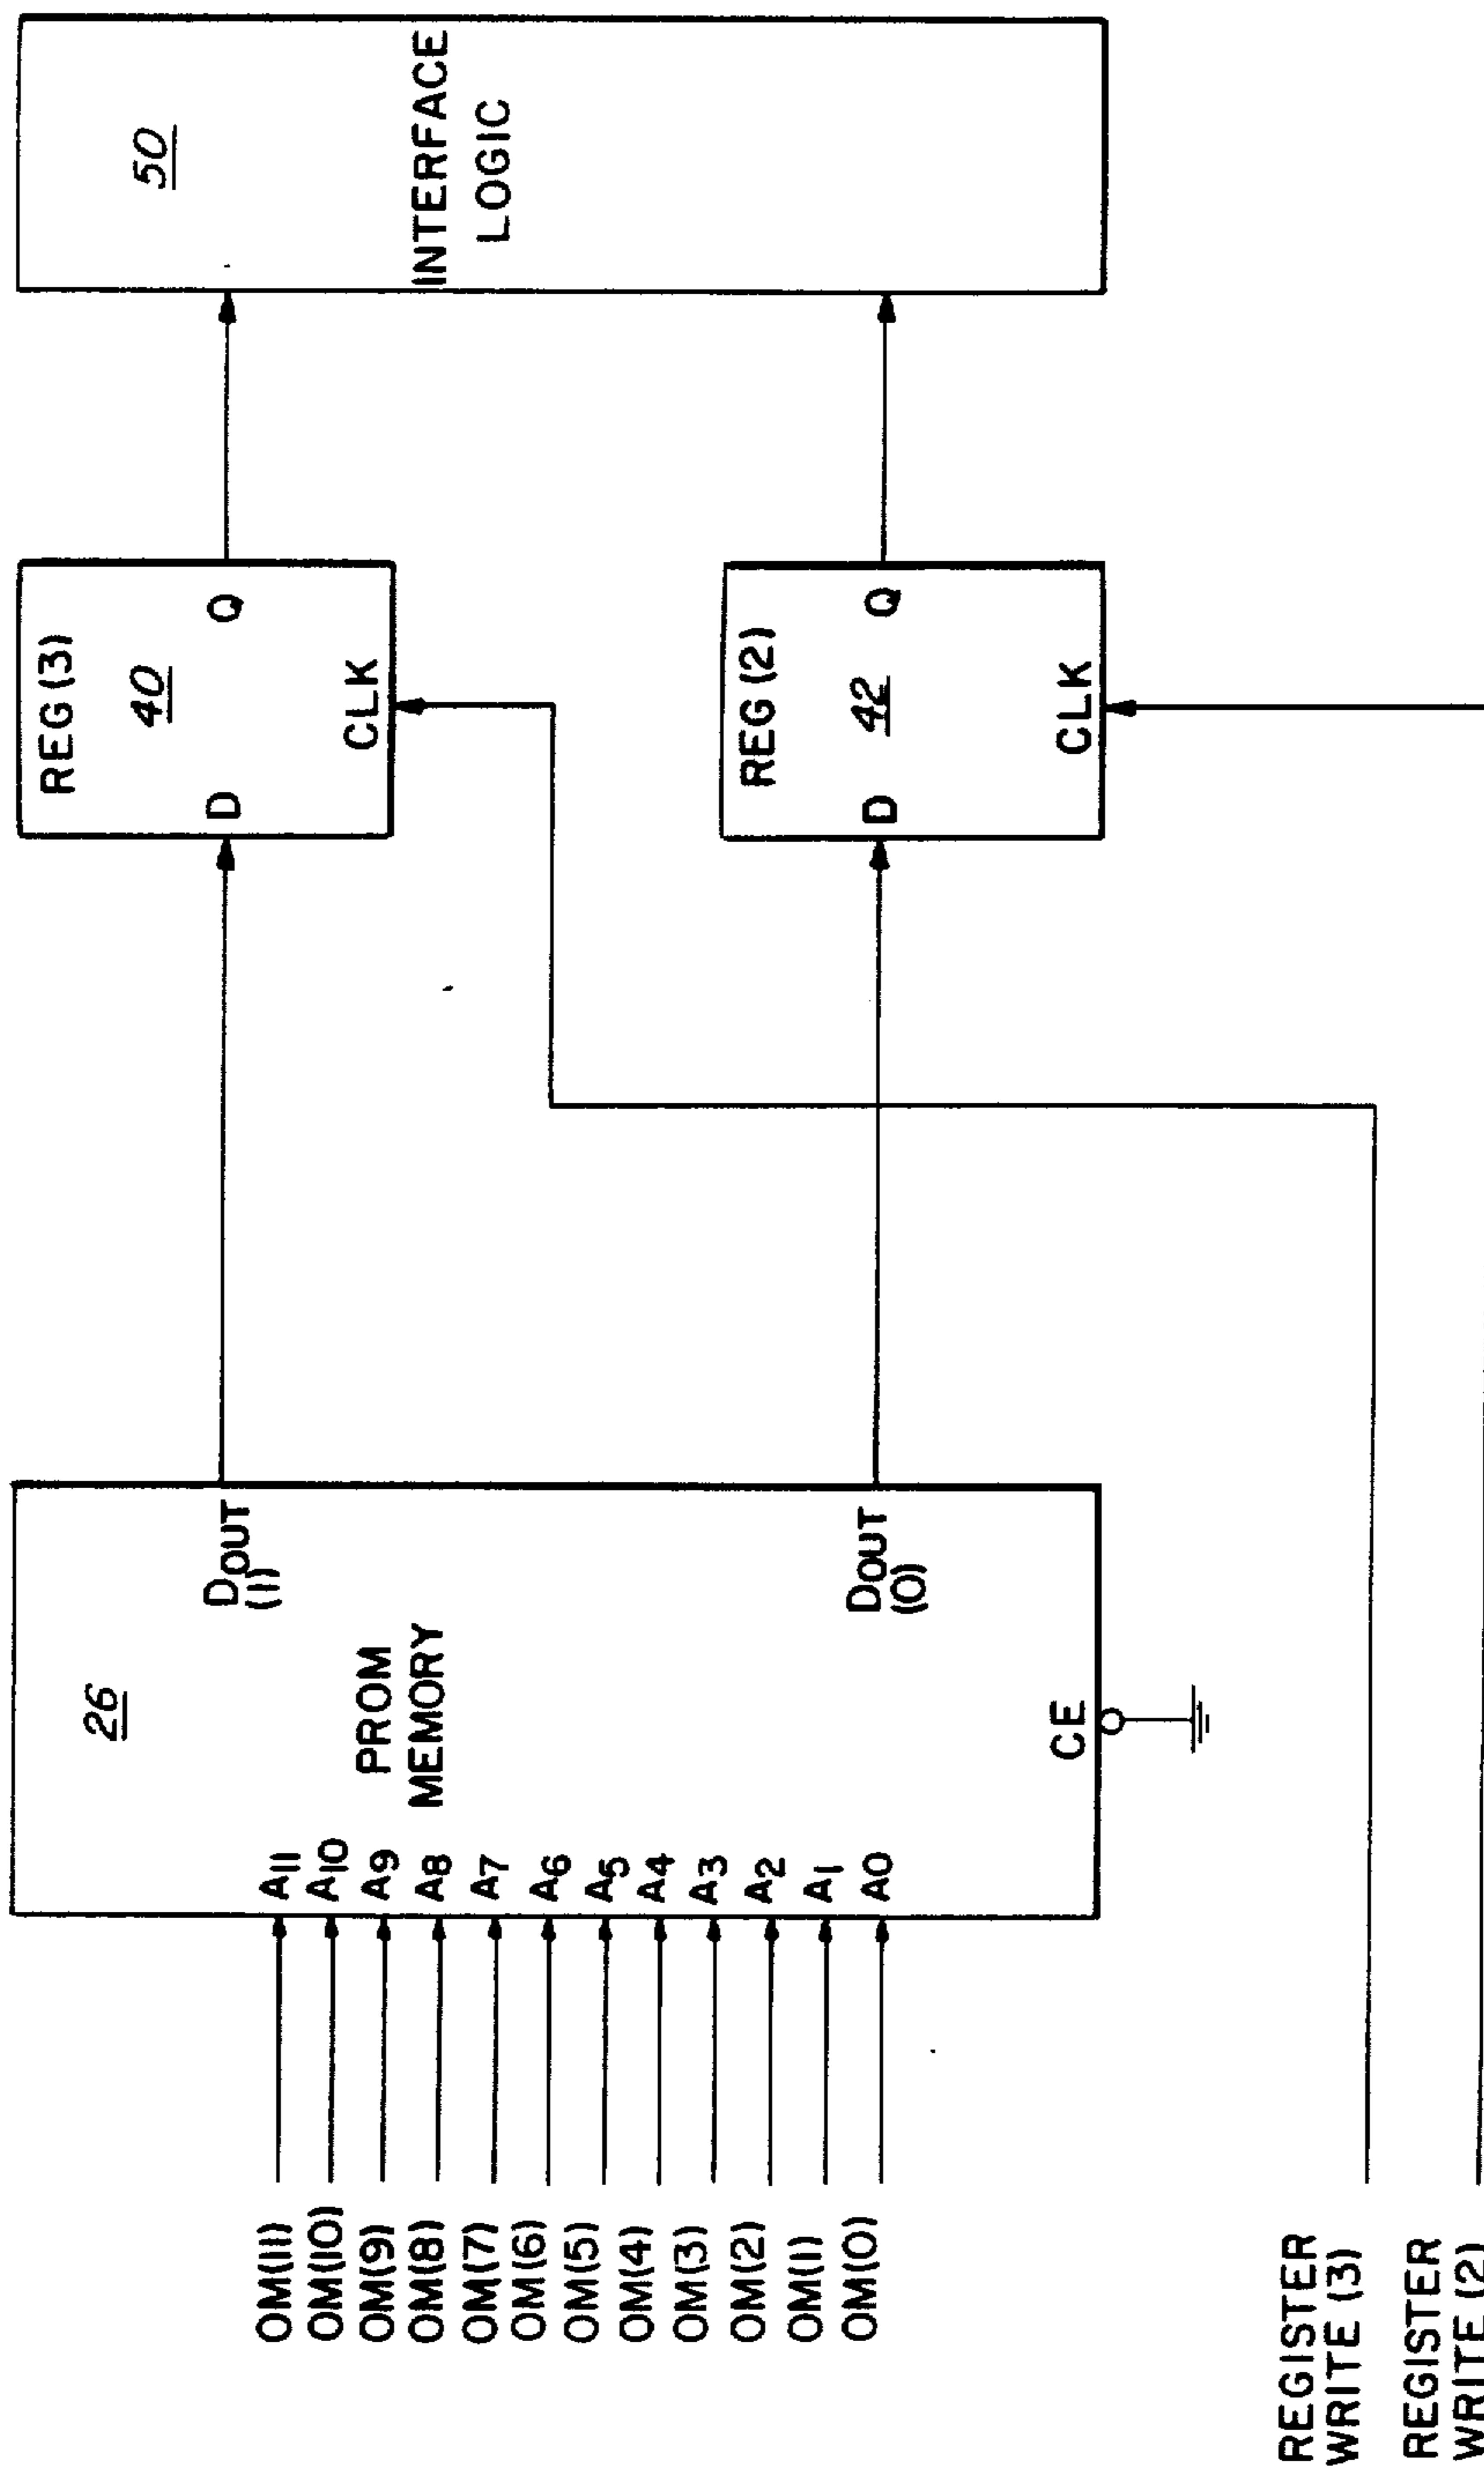 OM(11)
OM(10)
OM(9)
OM(8)
OM(7)
OM(6)
OM(5)
OM(4)
OM(3)
OM(2)
OM(1)
OM(0)
REGISTER
WRITE (3)
REGISTER
WRITE (2)
26
A11
A10
A9
A8
A7
A6
A5
A4
A3
A2
A1
A0
PROM
MEMORY
DOUT
(1)
DOUT
(0)
CE
REG (3)
40
D
Q
CLK
REG (2)
42
D
Q
CLK
50
INTERFACE
LOGIC